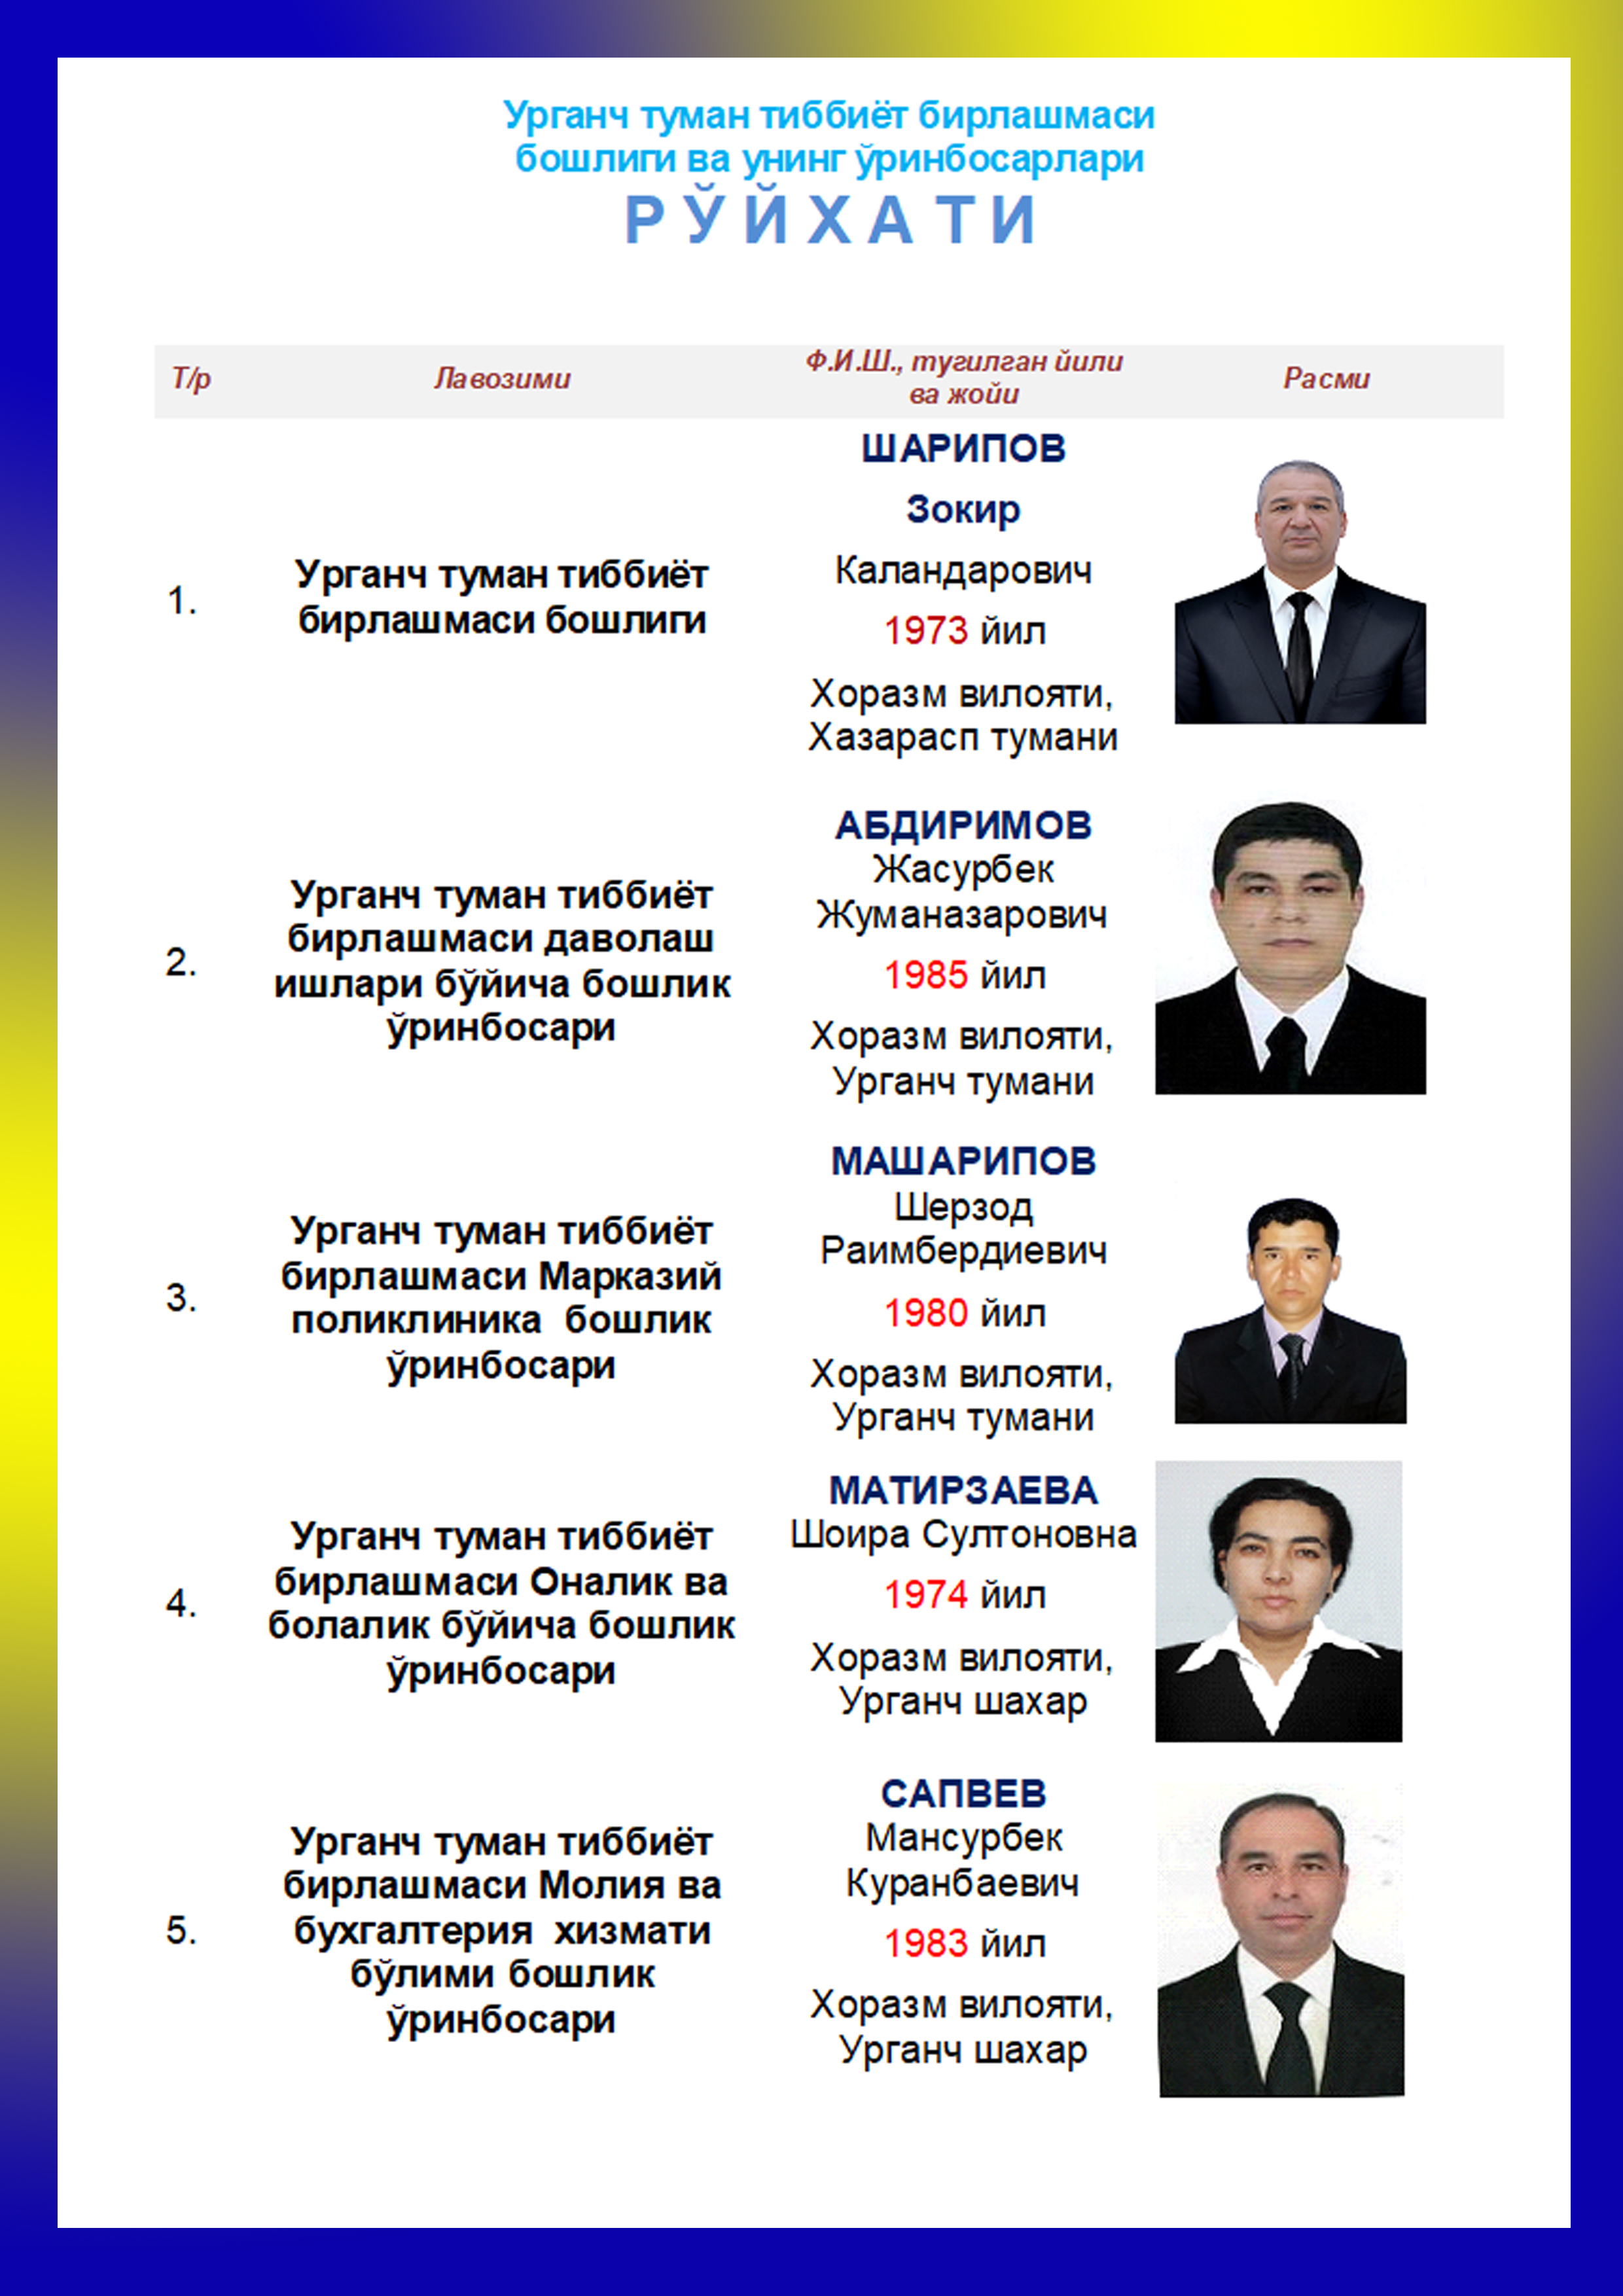 Урганч туман тиббиёт бирлашмаси
бошлиги ва унинг ўринбосарлари
РЎЙХАТИ
Т/р
Лавозими
Ф.И.Ш., тугилган йили
ва жойи
Расми
1.
Урганч туман тиббиёт
бирлашмаси бошлиги
ШАРИПОВ
Зокир
Каландарович
1973 йил
Хоразм вилояти,
Хазарасп тумани
2.
Урганч туман тиббиёт
бирлашмаси даволаш
ишлари бўйича бошлик
ўринбосари
АБДИРИМОВ
Жасурбек
Жуманазарович
1985 йил
Хоразм вилояти,
Урганч тумани
3.
Урганч туман тиббиёт
бирлашмаси Марказий
поликлиника бошлик
ўринбосари
МАШАРИПОВ
Шерзод
Раимбердиевич
1980 йил
Хоразм вилояти,
Урганч тумани
4.
Урганч туман тиббиёт
бирлашмаси Оналик ва
болалик бўйича бошлик
ўринбосари
МАТИРЗАЕВА
Шоира Султоновна
1974 йил
Хоразм вилояти,
Урганч шахар
5.
Урганч туман тиббиёт
бирлашмаси Молия ва
бухгалтерия хизмати
бўлими бошлик
ўринбосари
САПВЕВ
Мансурбек
Куранбаевич
1983 йил
Хоразм вилояти,
Урганч шахар